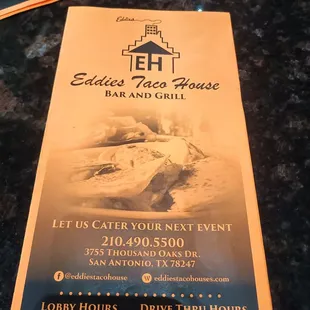 Eddies
EH
Eddies Taco House
BAR AND GRILL
LET US CATER YOUR NEXT EVENT
210.490.5500
3755 THOUSAND OAKS DR.
SAN ANTONIO, TX 78247
f @eddiestacohouse W eddiestacohouses.com
LOBBY HOURS DRIVE THRU HOURS